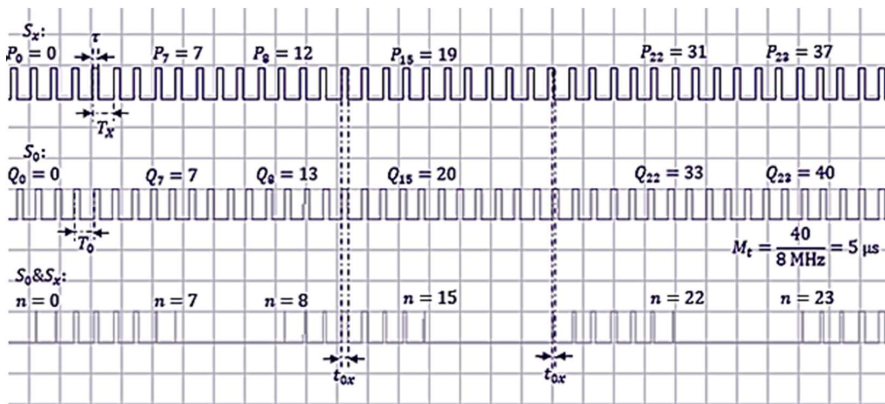 Sₓ: τ
P₀ = 0 P₇ = 7 P₈ = 12 P₁₅ = 19 P₂₂ = 31 P₂₃ = 37
Tₓ
S₀:
Q₀ = 0 Q₇ = 7 Q₈ = 13 Q₁₅ = 20 Q₂₂ = 33 Q₂₃ = 40
T₀
Mₜ = 40 / 8 MHz = 5 μs
S₀&Sₓ:
n = 0 n = 7 n = 8 n = 15 n = 22 n = 23
t₀ₓ t₀ₓ